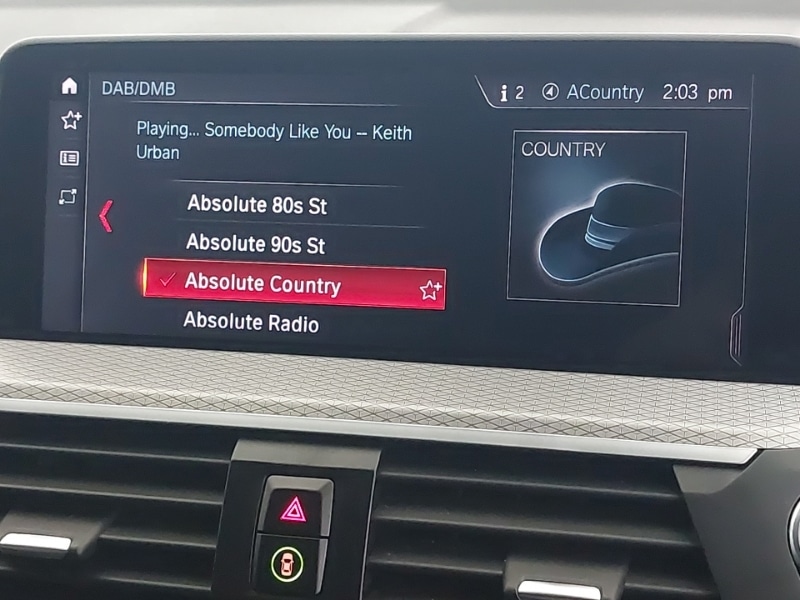 DAB/DMB
i 2 ACountry 2:03 pm
Playing... Somebody Like You – Keith
Urban
COUNTRY
Absolute 80s St
Absolute 90s St
Absolute Country
Absolute Radio